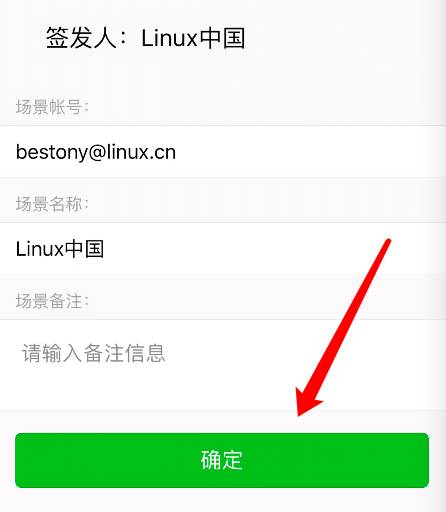 签发人：Linux中国
场景帐号：
bestony@linux.cn
场景名称：
Linux中国
场景备注：
请输入备注信息
确定